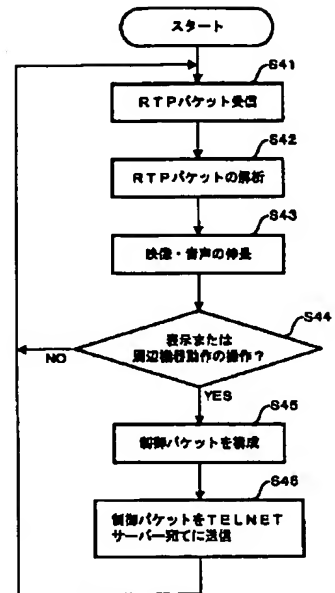 スタート
S41
RTPパケット受信
S42
RTPパケットの解析
S43
映像・音声の伸長
S44
表示または
周辺機器動作の操作？
NO
YES
S45
制御パケットを構成
S46
制御パケットをTELNET
サーバー宛てに送信